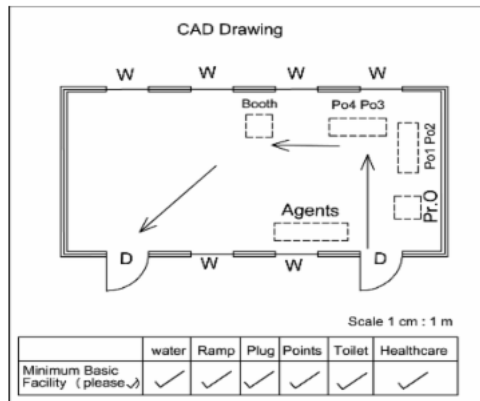 CAD Drawing
W W W W
Booth Po4 Po3
Po1 Po2
Pr.O
Agents
D W W D
Scale 1 cm : 1 m
water Ramp Plug Points Toilet Healthcare
Minimum Basic
Facility (please ✓) ✓ ✓ ✓ ✓ ✓ ✓